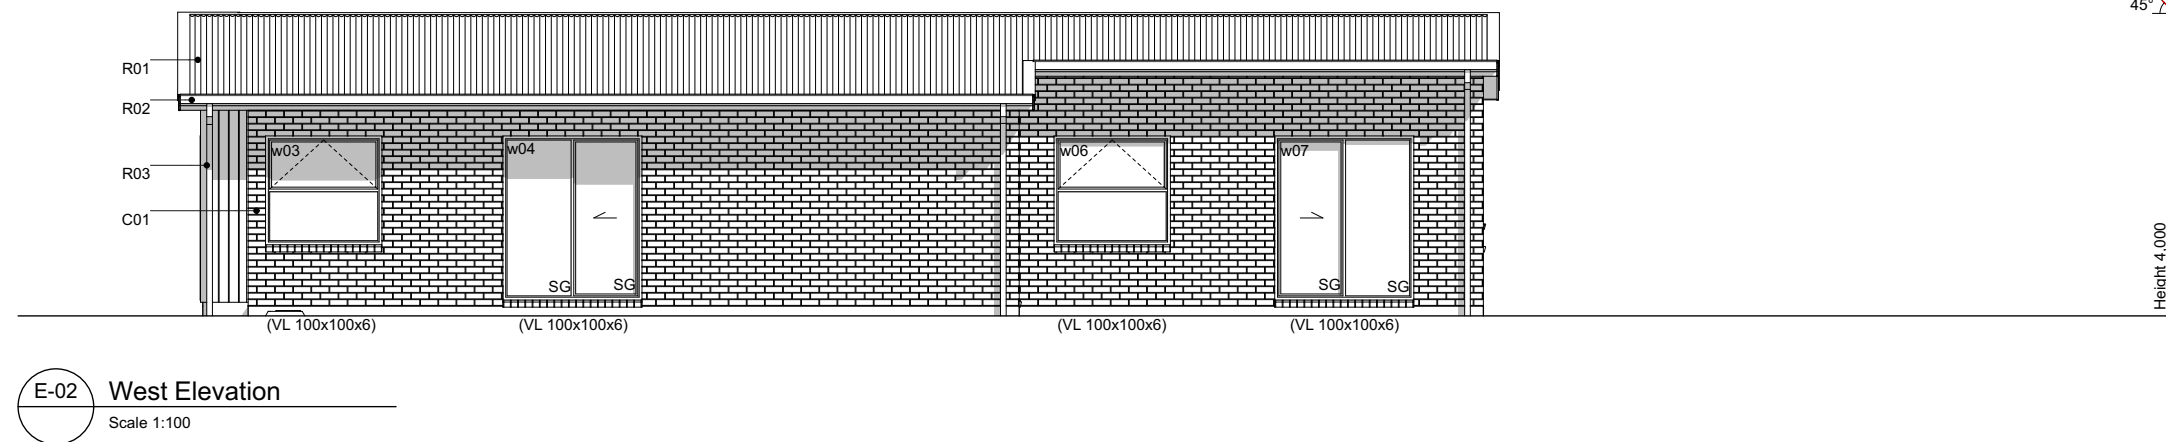 45°
R01
R02
w03
w04
w06
w07
R03
C01
SG
SG
SG
SG
Height 4,000
(VL 100x100x6)
(VL 100x100x6)
(VL 100x100x6)
(VL 100x100x6)
E-02
West Elevation
Scale 1:100